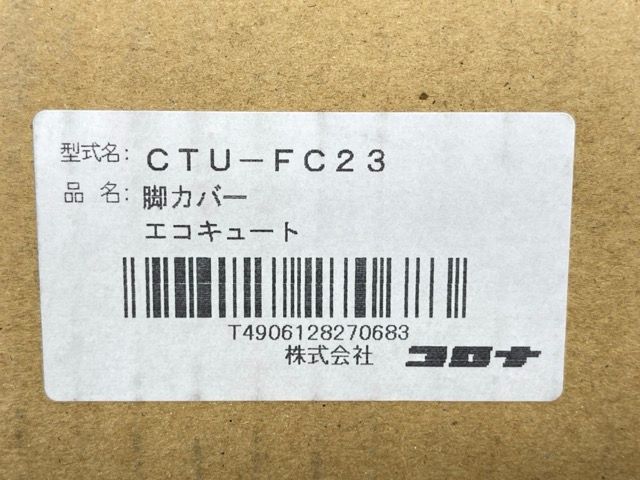 型式名: CTU-FC23
品 名: 脚カバー
エコキュート
T4906128270683
株式会社 コロナ